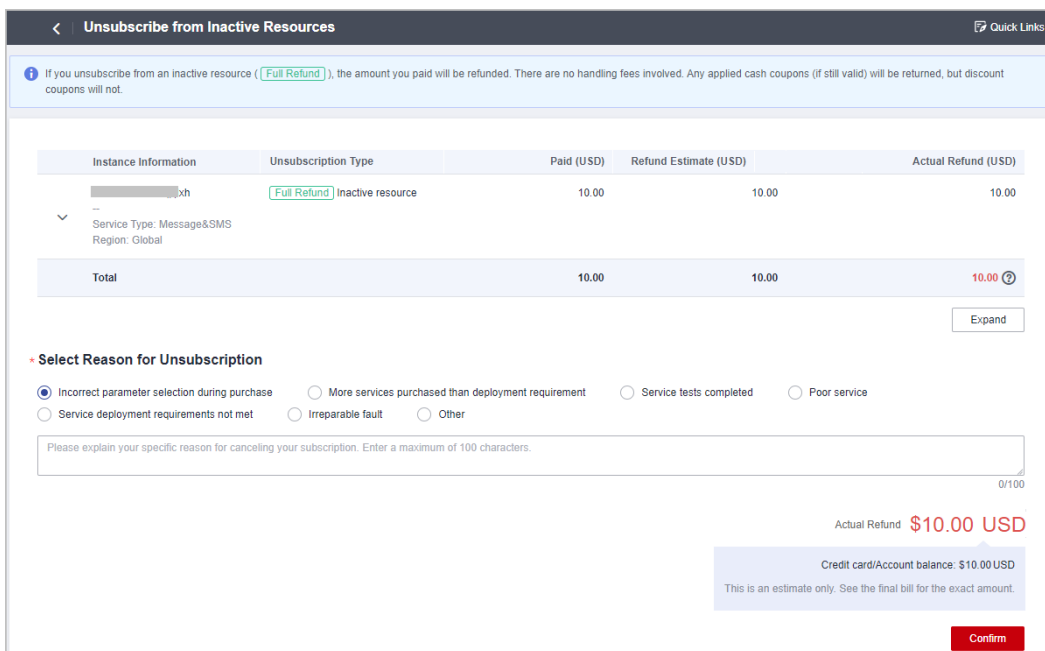 Unsubscribe from Inactive Resources
Quick Links
If you unsubscribe from an inactive resource ( Full Refund ), the amount you paid will be refunded. There are no handling fees involved. Any applied cash coupons (if still valid) will be returned, but discount
coupons will not.
Instance Information Unsubscription Type Paid (USD) Refund Estimate (USD) Actual Refund (USD)
xh Full Refund Inactive resource 10.00 10.00 10.00
--
Service Type: Message&SMS
Region: Global
Total 10.00 10.00 10.00
Expand
* Select Reason for Unsubscription
Incorrect parameter selection during purchase More services purchased than deployment requirement Service tests completed Poor service
Service deployment requirements not met Irreparable fault Other
Please explain your specific reason for canceling your subscription. Enter a maximum of 100 characters.
0/100
Actual Refund $10.00 USD
Credit card/Account balance: $10.00 USD
This is an estimate only. See the final bill for the exact amount.
Confirm